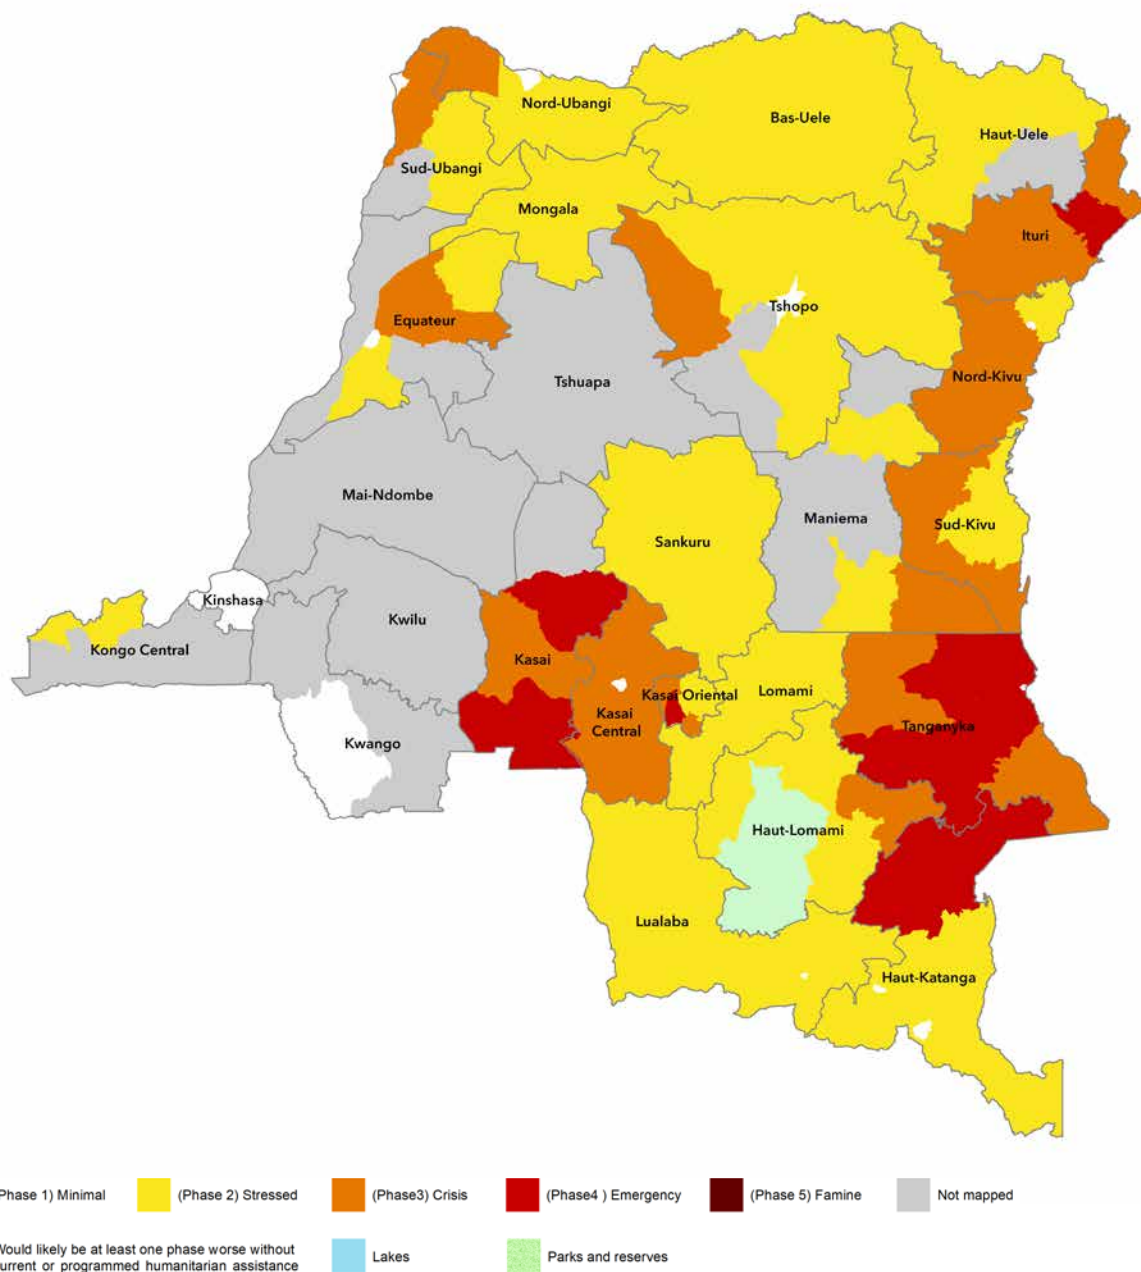 Nord-Ubangi
Bas-Uele
Haut-Uele
Sud-Ubangi
Mongala
Ituri
Equateur
Tshopo
Tshuapa
Nord-Kivu
Mai-Ndombe
Maniema
Sud-Kivu
Sankuru
Kinshasa
Kwilu
Kongo Central
Kasai
Kasai Oriental
Lomami
Kasai
Central
Tanganyka
Kwango
Haut-Lomami
Lualaba
Haut-Katanga
Phase 1) Minimal
(Phase 2) Stressed
(Phase3) Crisis
(Phase4 ) Emergency
(Phase 5) Famine
Not mapped
Would likely be at least one phase worse without
urrent or programmed humanitarian assistance
Lakes
Parks and reserves